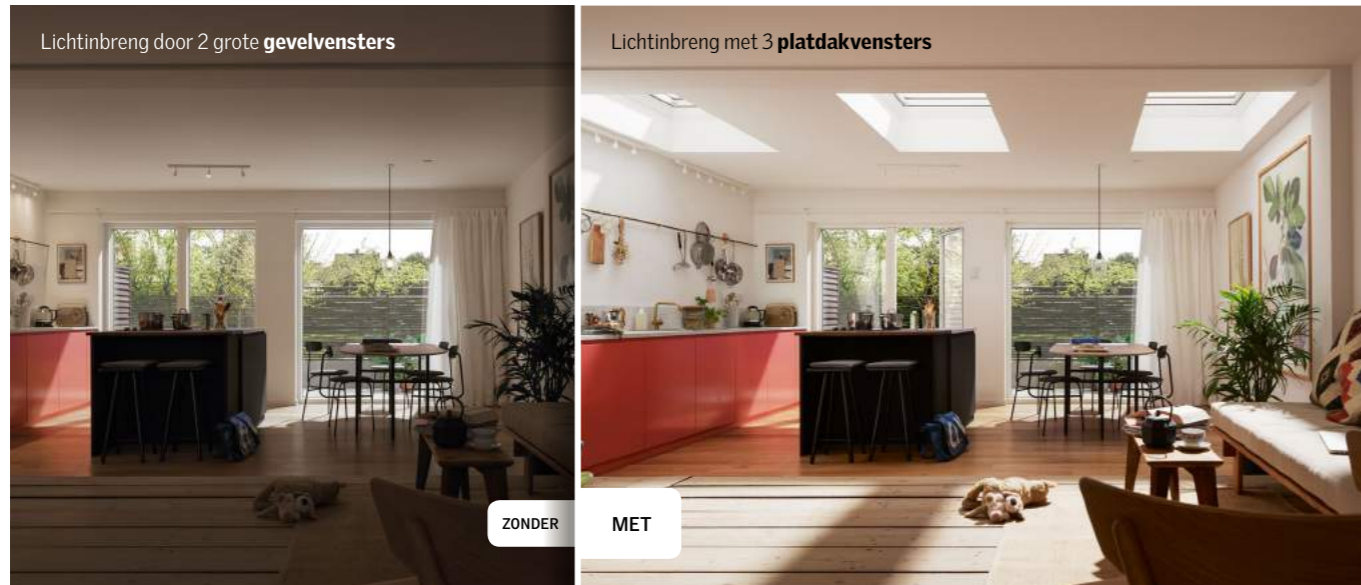 Lichtinbreng door 2 grote gevelvensters
Lichtinbreng met 3 platdakvensters
ZONDER
MET